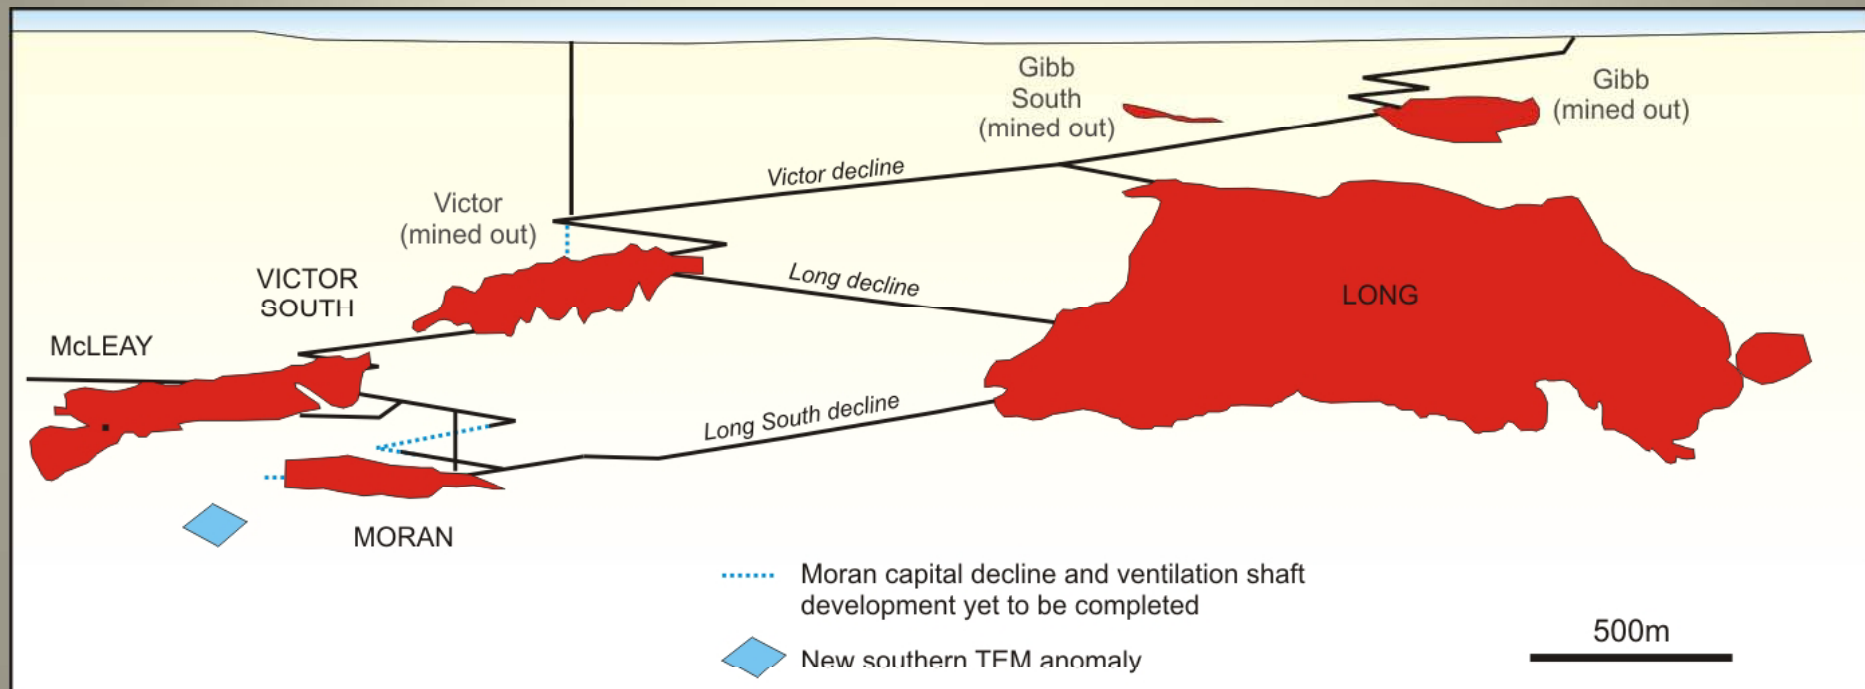 Gibb
South
(mined out)
Gibb
(mined out)
Victor decline
Victor
(mined out)
VICTOR
SOUTH
Long decline
LONG
McLEAY
Long South decline
MORAN
Moran capital decline and ventilation shaft
development yet to be completed
500m
New southern TEM anomaly